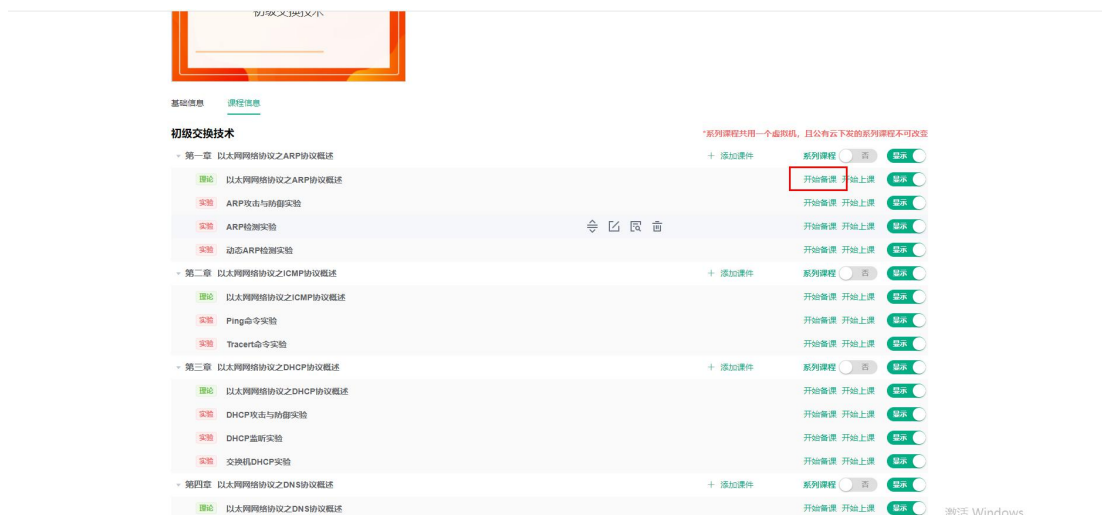 初级交换技术
基础信息 课程信息
初级交换技术 *系列课程共用一个虚拟机，且公有云下发的系列课程不可改变
第一章 以太网网络协议之ARP协议概述 + 添加课件 系列课程 否 显示
理论 以太网网络协议之ARP协议概述 开始备课 开始上课 显示
实验 ARP攻击与防御实验 开始备课 开始上课 显示
实验 ARP检测实验 开始备课 开始上课 显示
实验 动态ARP检测实验 开始备课 开始上课 显示
第二章 以太网网络协议之ICMP协议概述 + 添加课件 系列课程 否 显示
理论 以太网网络协议之ICMP协议概述 开始备课 开始上课 显示
实验 Ping命令实验 开始备课 开始上课 显示
实验 Tracert命令实验 开始备课 开始上课 显示
第三章 以太网网络协议之DHCP协议概述 + 添加课件 系列课程 否 显示
理论 以太网网络协议之DHCP协议概述 开始备课 开始上课 显示
实验 DHCP攻击与防御实验 开始备课 开始上课 显示
实验 DHCP监听实验 开始备课 开始上课 显示
实验 交换机DHCP实验 开始备课 开始上课 显示
第四章 以太网网络协议之DNS协议概述 + 添加课件 系列课程 否 显示
理论 以太网网络协议之DNS协议概述 开始备课 开始上课 显示
激活 Windows